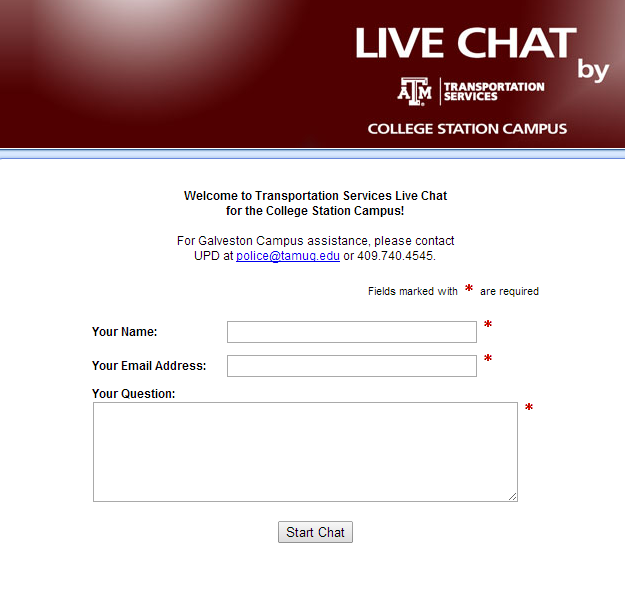 LIVE CHAT
by
ATM TRANSPORTATION
SERVICES
COLLEGE STATION CAMPUS
Welcome to Transportation Services Live Chat
for the College Station Campus!
For Galveston Campus assistance, please contact
UPD at police@tamug.edu or 409.740.4545.
Fields marked with * are required
Your Name: *
Your Email Address: *
Your Question:
*
Start Chat